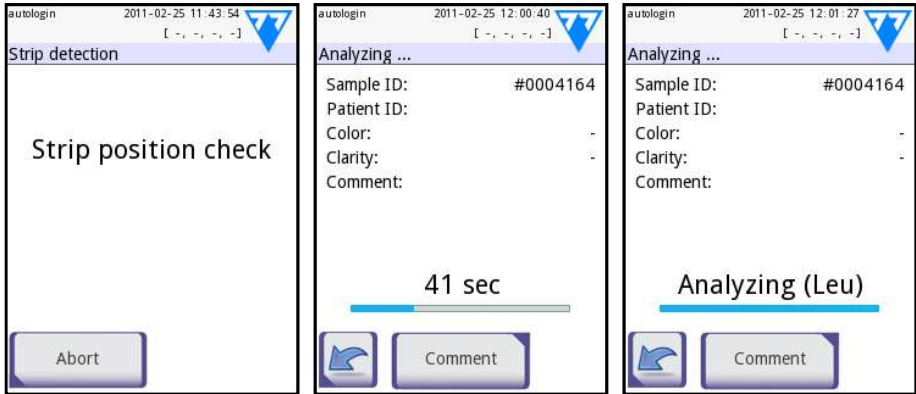 autologin 2011-02-25 11:43:54
[ -, -, -, -]
Strip detection
Strip position check
Abort
autologin 2011-02-25 12:00:40
[ -, -, -, -]
Analyzing ...
Sample ID: #0004164
Patient ID:
Color: -
Clarity: -
Comment:
41 sec
Comment
autologin 2011-02-25 12:01:27
[ -, -, -, -]
Analyzing ...
Sample ID: #0004164
Patient ID:
Color: -
Clarity: -
Comment:
Analyzing (Leu)
Comment